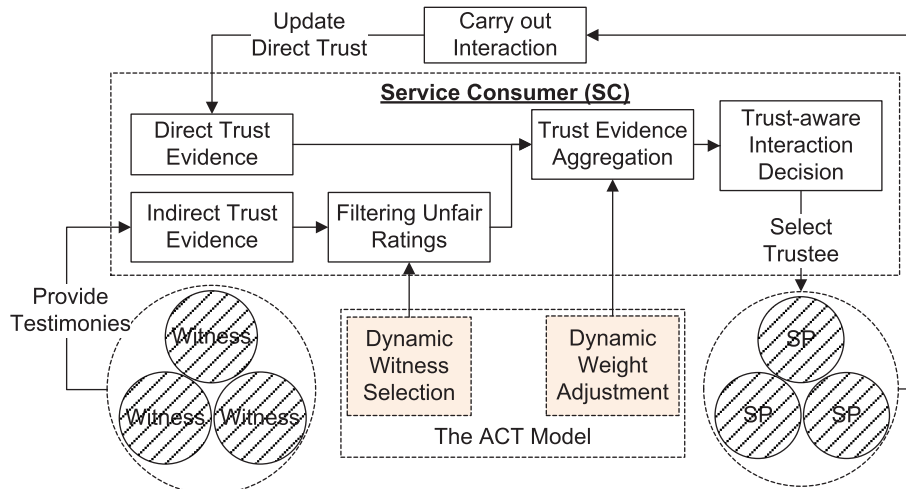 Update
Direct Trust
Carry out
Interaction
Service Consumer (SC)
Direct Trust
Evidence
Trust Evidence
Aggregation
Trust-aware
Interaction
Decision
Indirect Trust
Evidence
Filtering Unfair
Ratings
Select
Trustee
Provide
Testimonies
Witness
Witness
Witness
Dynamic
Witness
Selection
Dynamic
Weight
Adjustment
The ACT Model
SP
SP
SP